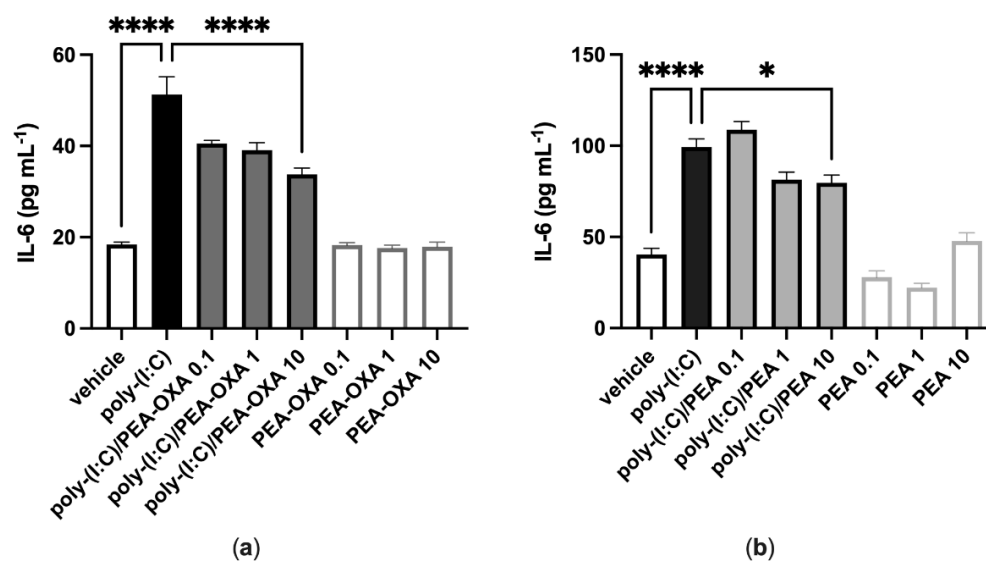 **** ****
60
40
20
0
IL-6 (pg mL⁻¹)
vehicle
poly-(I:C)
poly-(I:C)/PEA-OXA 0.1
poly-(I:C)/PEA-OXA 1
poly-(I:C)/PEA-OXA 10
PEA-OXA 0.1
PEA-OXA 1
PEA-OXA 10
(a)
**** *
150
100
50
0
IL-6 (pg mL⁻¹)
vehicle
poly-(I:C)
poly-(I:C)/PEA 0.1
poly-(I:C)/PEA 1
poly-(I:C)/PEA 10
PEA 0.1
PEA 1
PEA 10
(b)